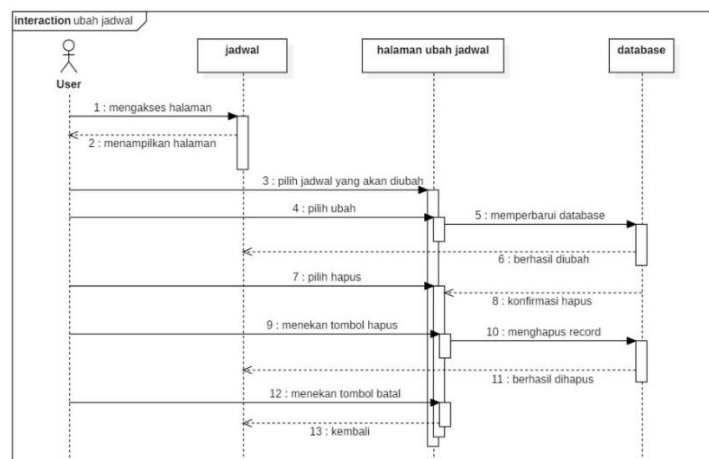 interaction ubah jadwal
jadwal
halaman ubah jadwal
database
User
1 : mengakses halaman
2 : menampilkan halaman
3 : pilih jadwal yang akan diubah
4 : pilih ubah
5 : memperbarui database
6 : berhasil diubah
7 : pilih hapus
8 : konfirmasi hapus
9 : menekan tombol hapus
10 : menghapus record
11 : berhasil dihapus
12 : menekan tombol batal
13 : kembali